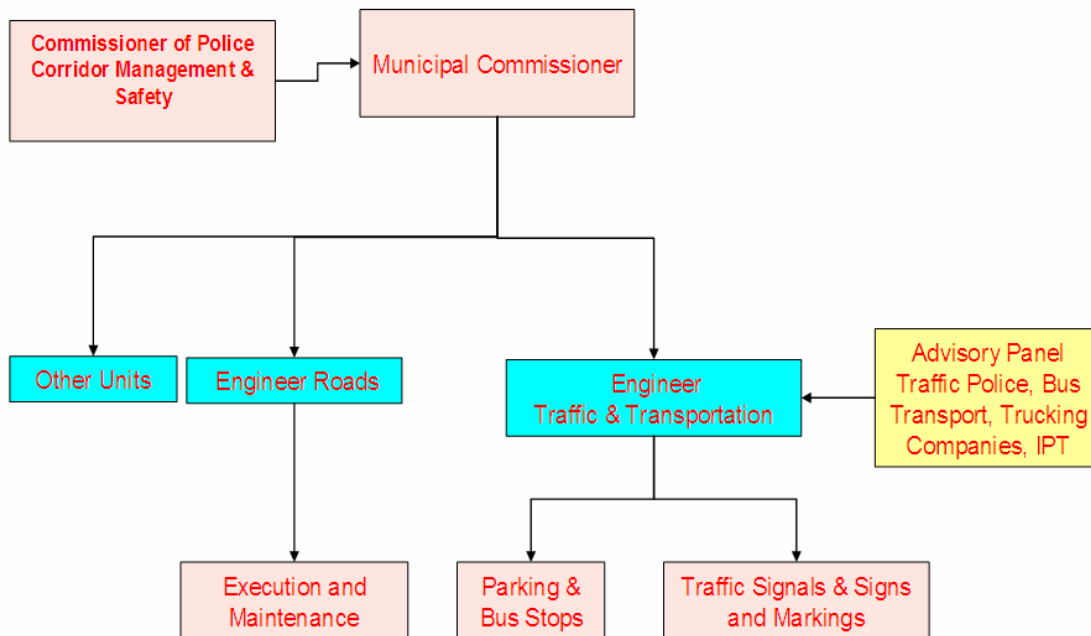 Commissioner of Police
Corridor Management &
Safety
Municipal Commissioner
Other Units
Engineer Roads
Engineer
Traffic & Transportation
Advisory Panel
Traffic Police, Bus
Transport, Trucking
Companies, IPT
Execution and
Maintenance
Parking &
Bus Stops
Traffic Signals & Signs
and Markings